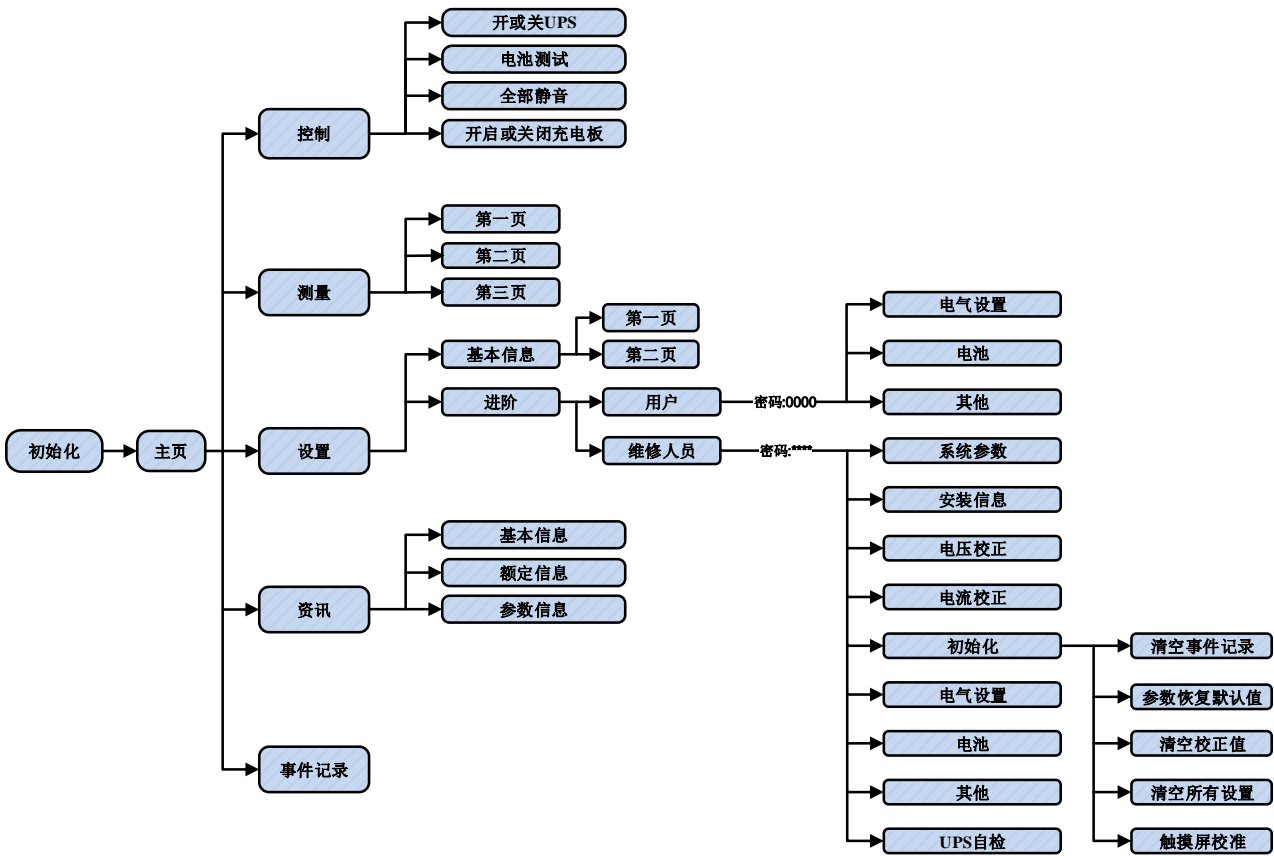 初始化
主页
控制
开或关UPS
电池测试
全部静音
开启或关闭充电板
测量
第一页
第二页
第三页
设置
基本信息
第一页
第二页
进阶
用户
密码:0000
电气设置
电池
其他
维修人员
密码:****
系统参数
安装信息
电压校正
电流校正
初始化
清空事件记录
参数恢复默认值
清空校正值
清空所有设置
触摸屏校准
电气设置
电池
其他
UPS自检
资讯
基本信息
额定信息
参数信息
事件记录